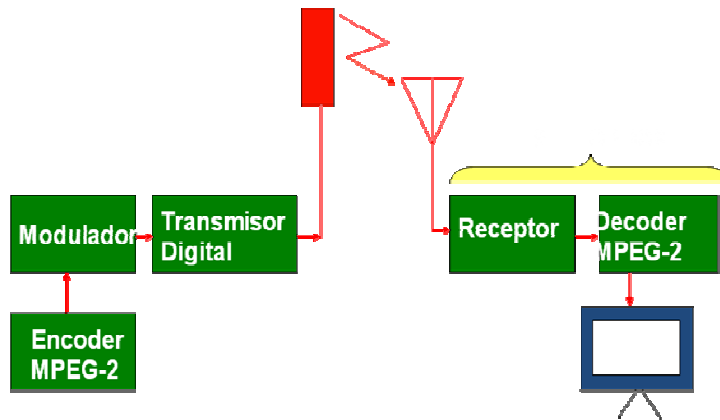 Modulador
Transmisor
Digital
Encoder
MPEG-2
Receptor
Decoder
MPEG-2